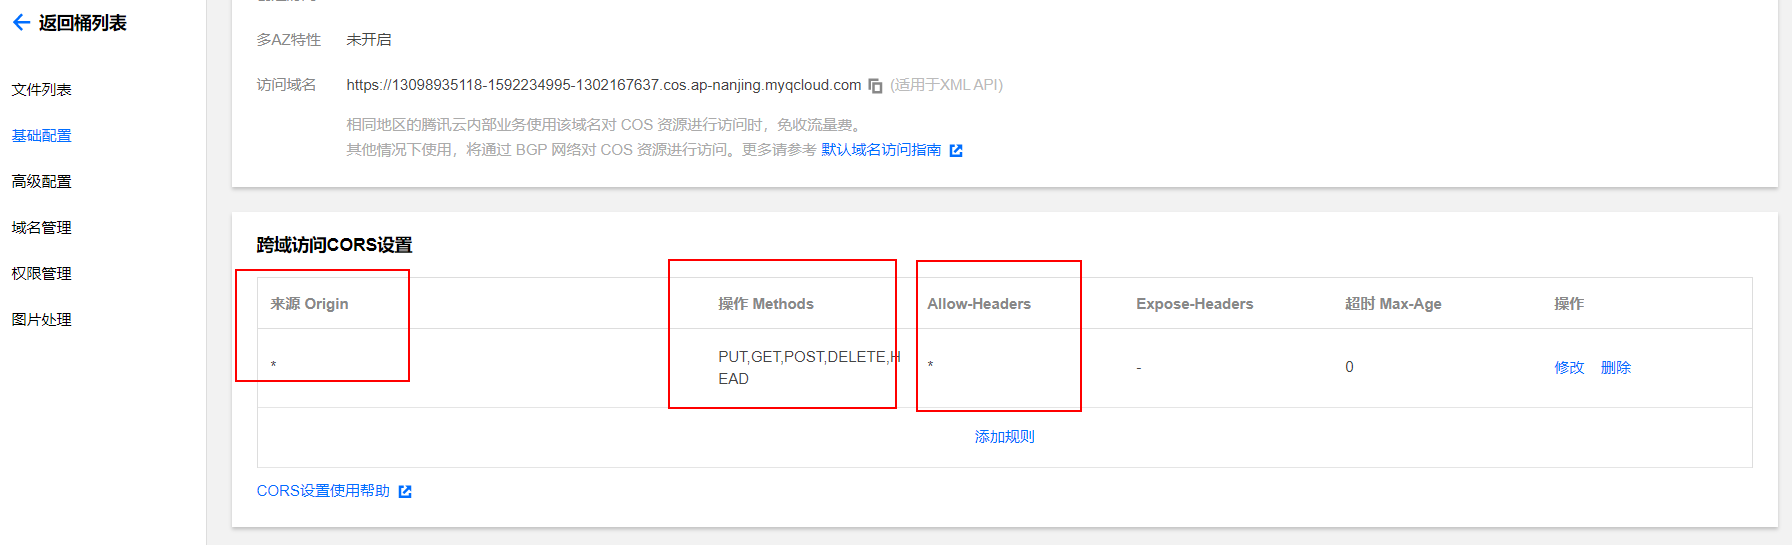 返回桶列表
文件列表
基础配置
高级配置
域名管理
权限管理
图片处理
多AZ特性 未开启
访问域名 https://13098935118-1592234995-1302167637.cos.ap-nanjing.myqcloud.com (适用于XML API)
相同地区的腾讯云内部业务使用该域名对 COS 资源进行访问时，免收流量费。
其他情况下使用，将通过 BGP 网络对 COS 资源进行访问。更多请参考 默认域名访问指南
跨域访问CORS设置
来源 Origin 操作 Methods Allow-Headers Expose-Headers 超时 Max-Age 操作
* PUT,GET,POST,DELETE,H * - 0 修改 删除
EAD
添加规则
CORS设置使用帮助